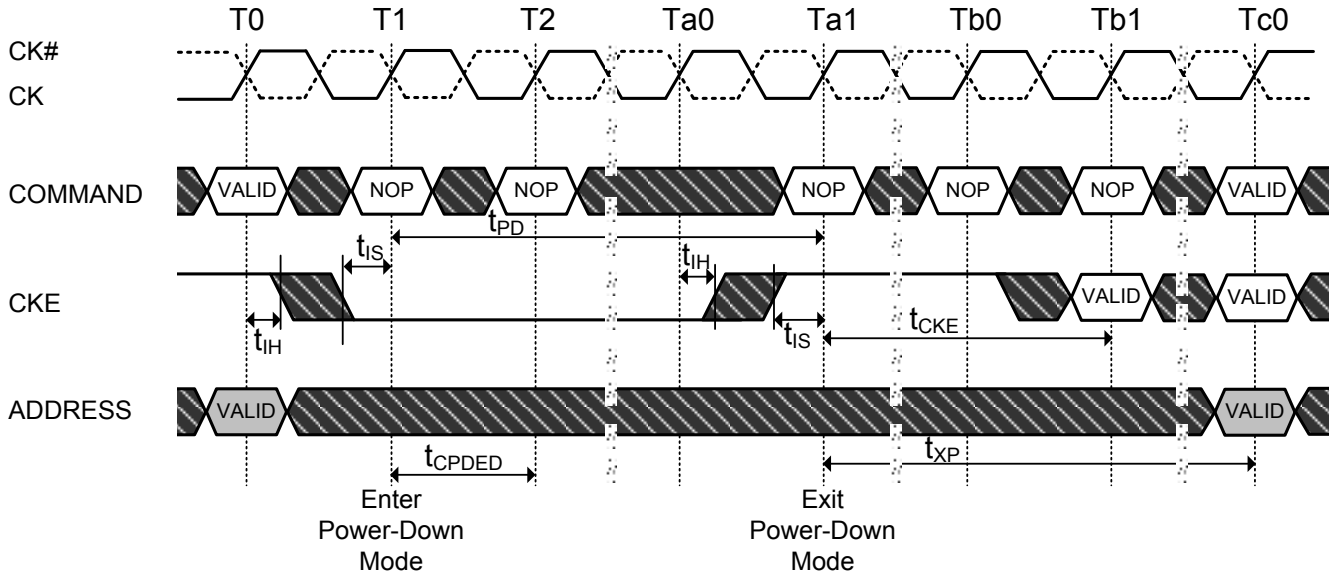 T0 T1 T2 Ta0 Ta1 Tb0 Tb1 Tc0
CK#
CK
COMMAND VALID NOP NOP NOP NOP NOP VALID
tPD
tIS tIH
CKE VALID VALID
tIH tIS tCKE
ADDRESS VALID VALID
tCPDED tXP
Enter
Power-Down
Mode
Exit
Power-Down
Mode